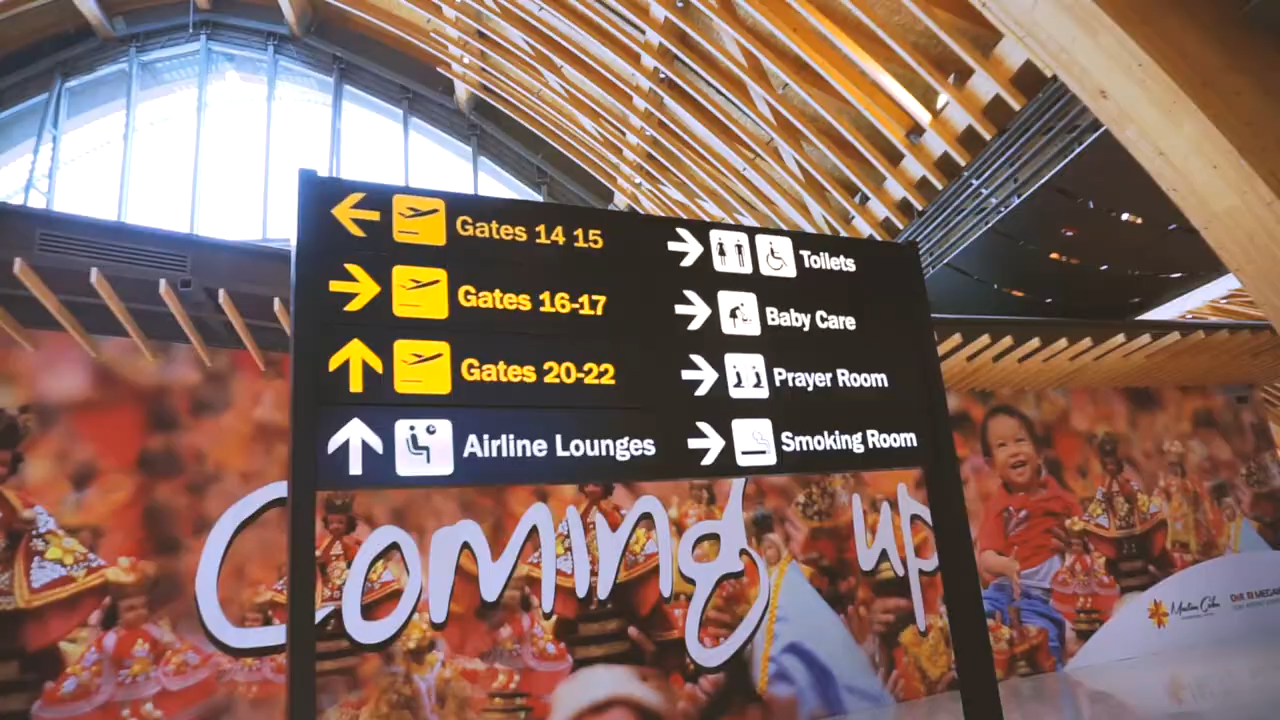 Gates 14 15
Gates 16-17
Gates 20-22
Airline Lounges
Toilets
Baby Care
Prayer Room
Smoking Room
Coming up